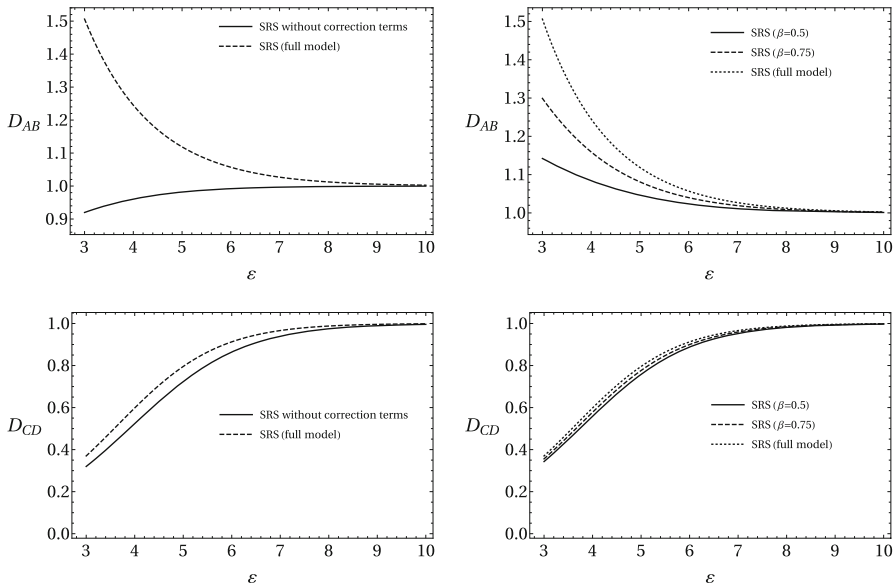 1.5
1.4
1.3
1.2
1.1
1.0
0.9
D_AB
SRS without correction terms
SRS (full model)
3 4 5 6 7 8 9 10
ε
1.5
1.4
1.3
1.2
1.1
1.0
D_AB
SRS (β=0.5)
SRS (β=0.75)
SRS (full model)
3 4 5 6 7 8 9 10
ε
1.0
0.8
0.6
0.4
0.2
0.0
D_CD
SRS without correction terms
SRS (full model)
3 4 5 6 7 8 9 10
ε
1.0
0.8
0.6
0.4
0.2
0.0
D_CD
SRS (β=0.5)
SRS (β=0.75)
SRS (full model)
3 4 5 6 7 8 9 10
ε